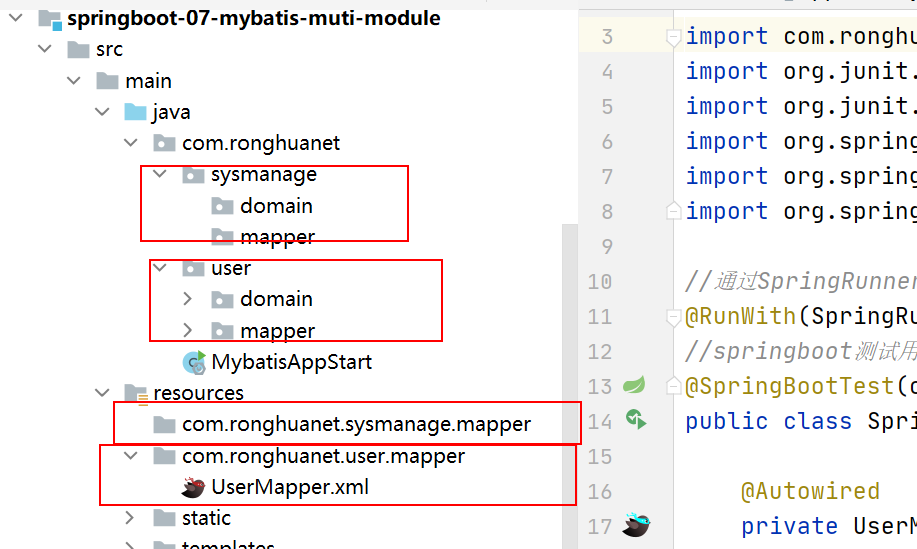 springboot-07-mybatis-muti-module
src
main
java
com.ronghuanet
sysmanage
domain
mapper
user
domain
mapper
MybatisAppStart
resources
com.ronghuanet.sysmanage.mapper
com.ronghuanet.user.mapper
UserMapper.xml
static
templates
3 import com.ronghu
4 import org.junit.
5 import org.junit.
6 import org.spring
7 import org.spring
8 import org.spring
9
10 //通过SpringRunner
11 @RunWith(SpringRu
12 //springboot测试用
13 @SpringBootTest(c
14 public class Spri
15
16 @Autowired
17 private UserM